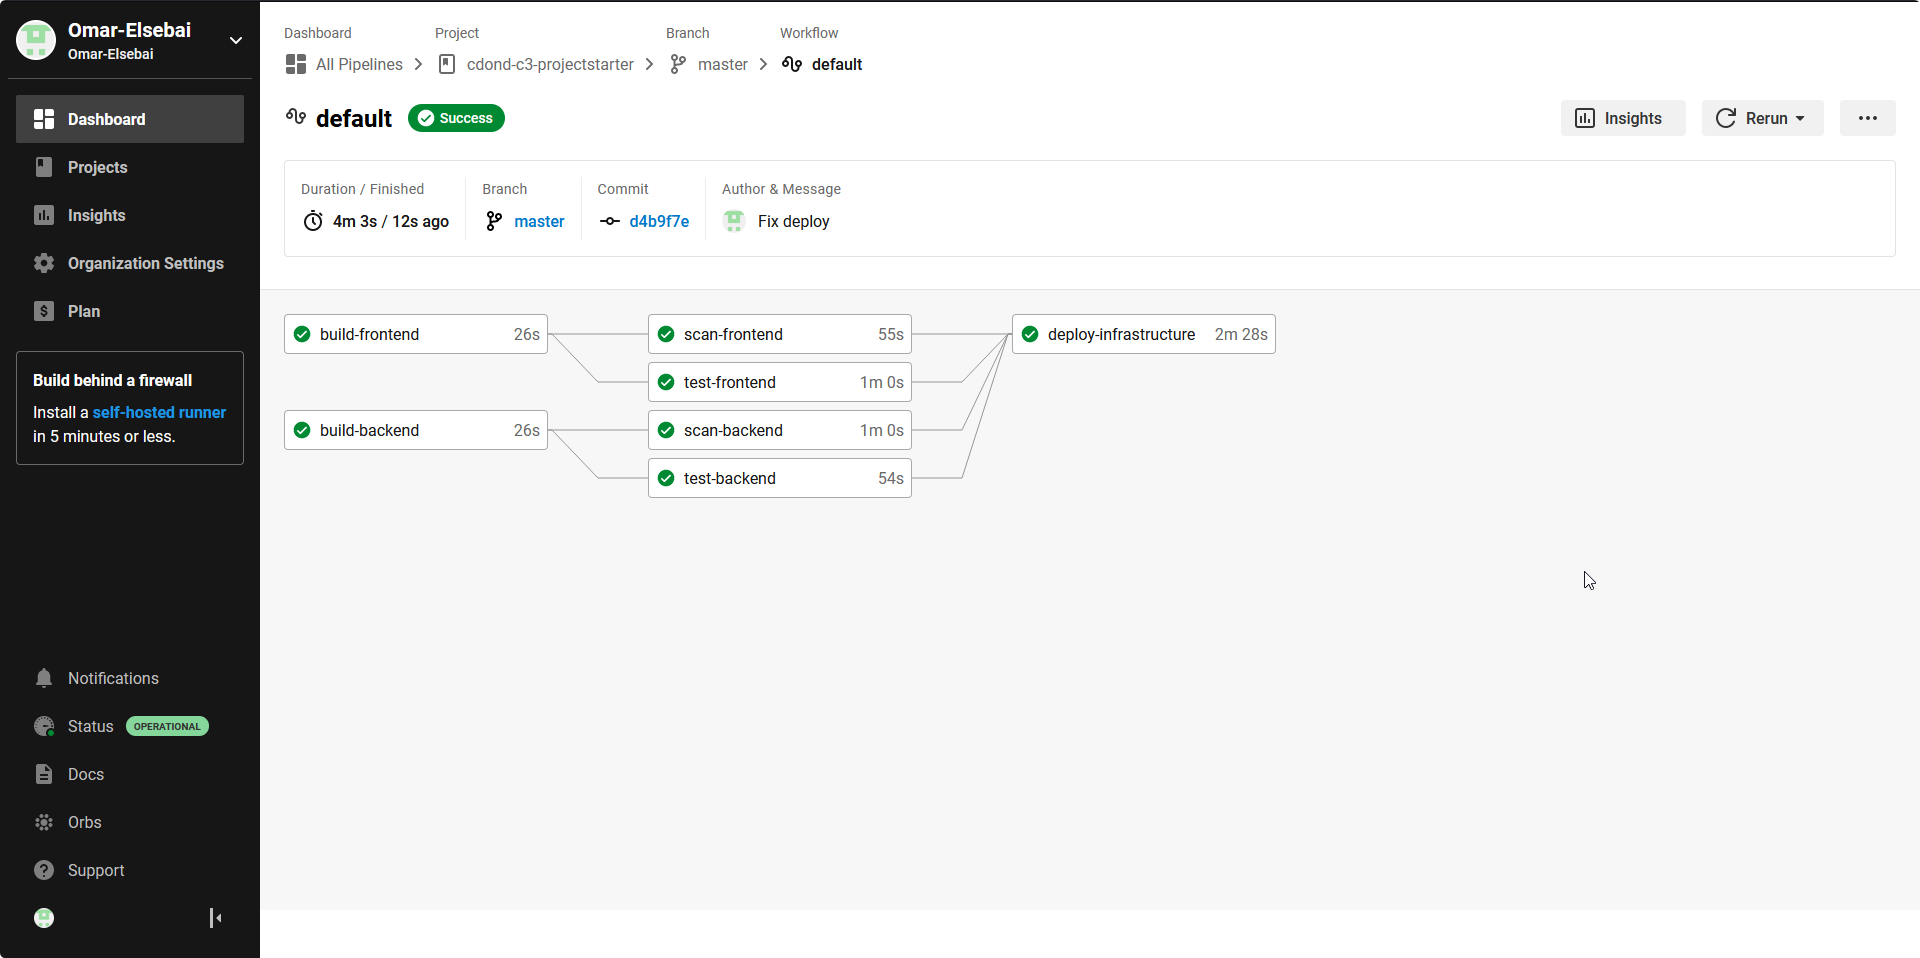 Omar-Elsebai
Omar-Elsebai
Dashboard
Projects
Insights
Organization Settings
Plan
Build behind a firewall
Install a self-hosted runner
in 5 minutes or less.
Notifications
Status OPERATIONAL
Docs
Orbs
Support
Dashboard Project Branch Workflow
All Pipelines cdond-c3-projectstarter master default
default Success
Insights Rerun
Duration / Finished Branch Commit Author & Message
4m 3s / 12s ago master d4b9f7e Fix deploy
build-frontend 26s scan-frontend 55s deploy-infrastructure 2m 28s
test-frontend 1m 0s
build-backend 26s scan-backend 1m 0s
test-backend 54s